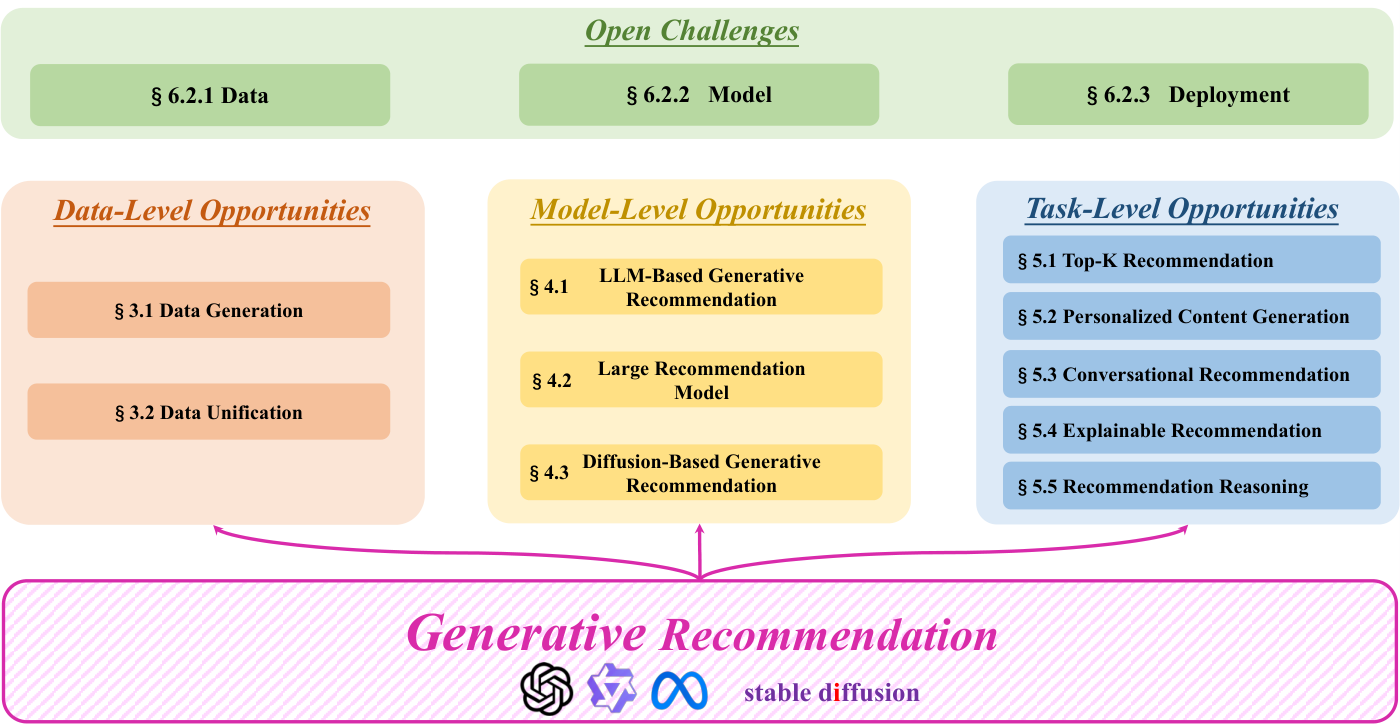 Open Challenges
§ 6.2.1 Data
§ 6.2.2 Model
§ 6.2.3 Deployment
Data-Level Opportunities
§ 3.1 Data Generation
§ 3.2 Data Unification
Model-Level Opportunities
§ 4.1 LLM-Based Generative
Recommendation
§ 4.2 Large Recommendation
Model
§ 4.3 Diffusion-Based Generative
Recommendation
Task-Level Opportunities
§ 5.1 Top-K Recommendation
§ 5.2 Personalized Content Generation
§ 5.3 Conversational Recommendation
§ 5.4 Explainable Recommendation
§ 5.5 Recommendation Reasoning
Generative Recommendation
stable diffusion